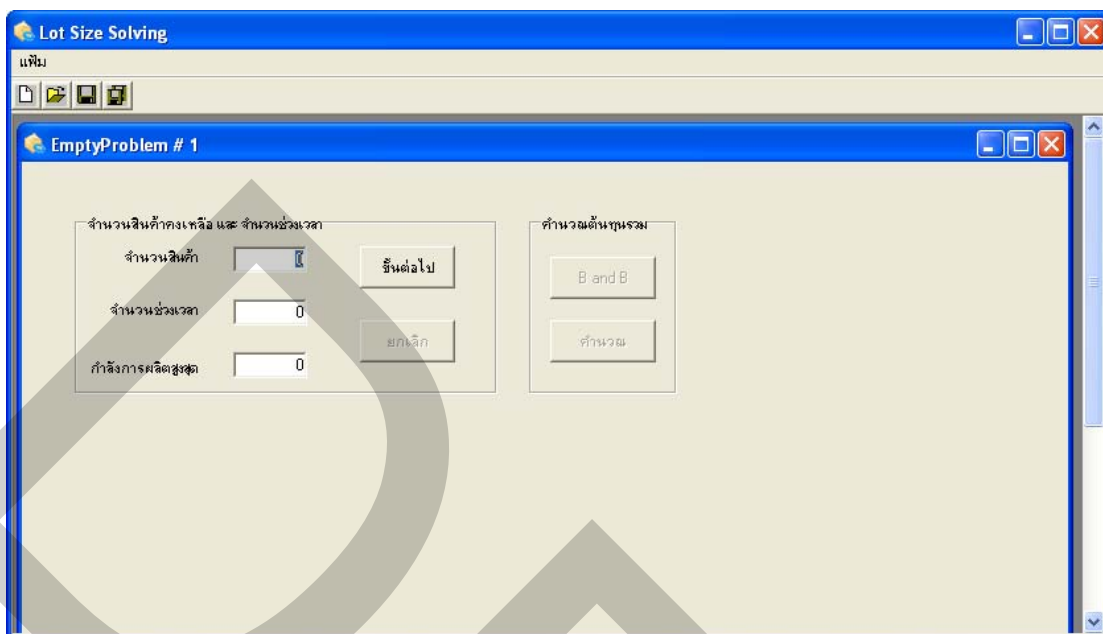 Lot Size Solving
แฟ้ม
EmptyProblem # 1
จำนวนสินค้าคงเหลือ และ จำนวนช่วงเวลา
จำนวนสินค้า 0
ขั้นต่อไป
จำนวนช่วงเวลา 0
ยกเลิก
กำลังการผลิตสูงสุด 0
คำนวณต้นทุนรวม
B and B
คำนวณ